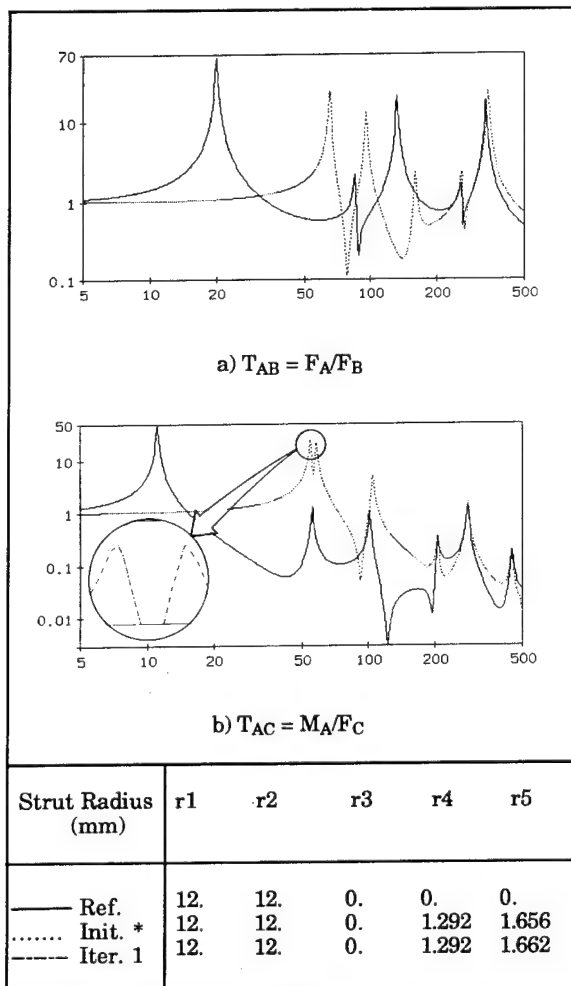 70
10
1
0.1
5 10 20 50 100 200 500
a) T_AB = F_A/F_B
50
10
1
0.1
0.01
5 10 20 50 100 200 500
b) T_AC = M_A/F_C
Strut Radius (mm) r1 r2 r3 r4 r5
Ref. 12. 12. 0. 0. 0.
Init. * 12. 12. 0. 1.292 1.656
Iter. 1 12. 12. 0. 1.292 1.662